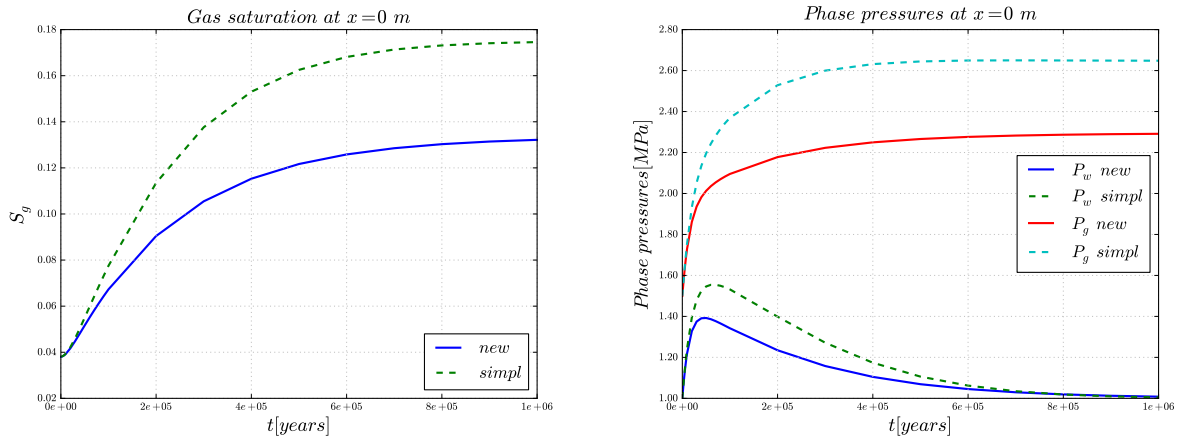 Gas saturation at x=0 m
S_g
0.18
0.16
0.14
0.12
0.10
0.08
0.06
0.04
0.02
0e+00
2e+05
4e+05
6e+05
8e+05
1e+06
t[years]
new
simpl
Phase pressures at x=0 m
Phase pressures[MPa]
2.80
2.60
2.40
2.20
2.00
1.80
1.60
1.40
1.20
1.00
0e+00
2e+05
4e+05
6e+05
8e+05
1e+06
t[years]
P_w new
P_w simpl
P_g new
P_g simpl